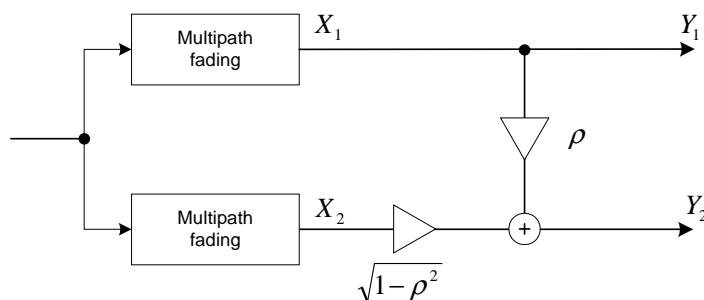 Multipath
fading
X₁
Y₁
ρ
Multipath
fading
X₂
√(1−ρ²)
+
Y₂